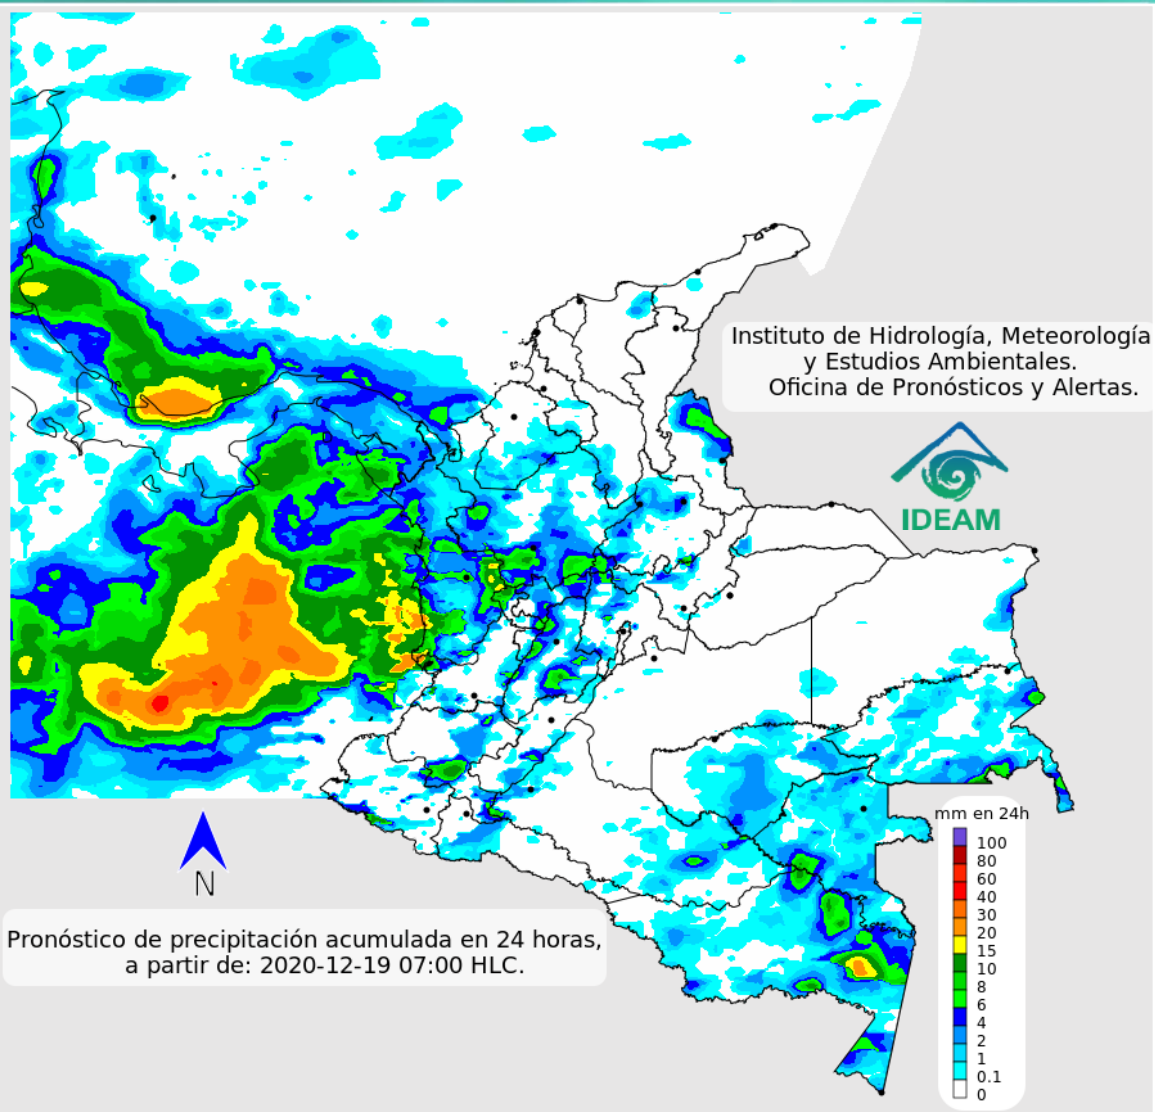 Instituto de Hidrología, Meteorología
y Estudios Ambientales.
Oficina de Pronósticos y Alertas.
IDEAM
mm en 24h
100
80
60
40
30
20
15
10
8
6
4
2
1
0.1
0
N
Pronóstico de precipitación acumulada en 24 horas,
a partir de: 2020-12-19 07:00 HLC.